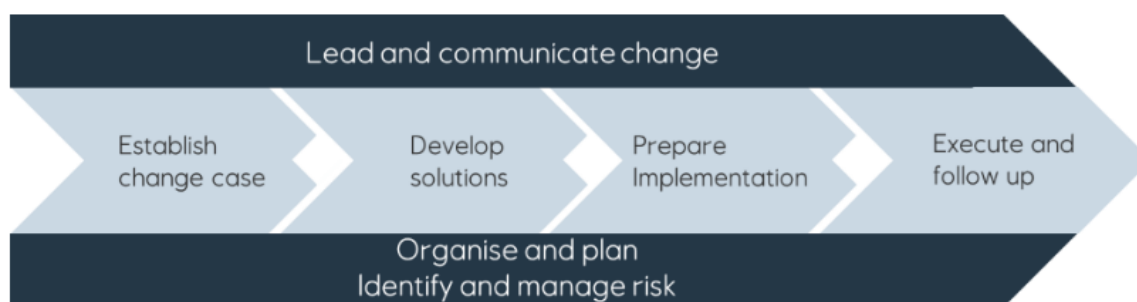 Lead and communicate change
Establish
change case
Develop
solutions
Prepare
Implementation
Execute and
follow up
Organise and plan
Identify and manage risk